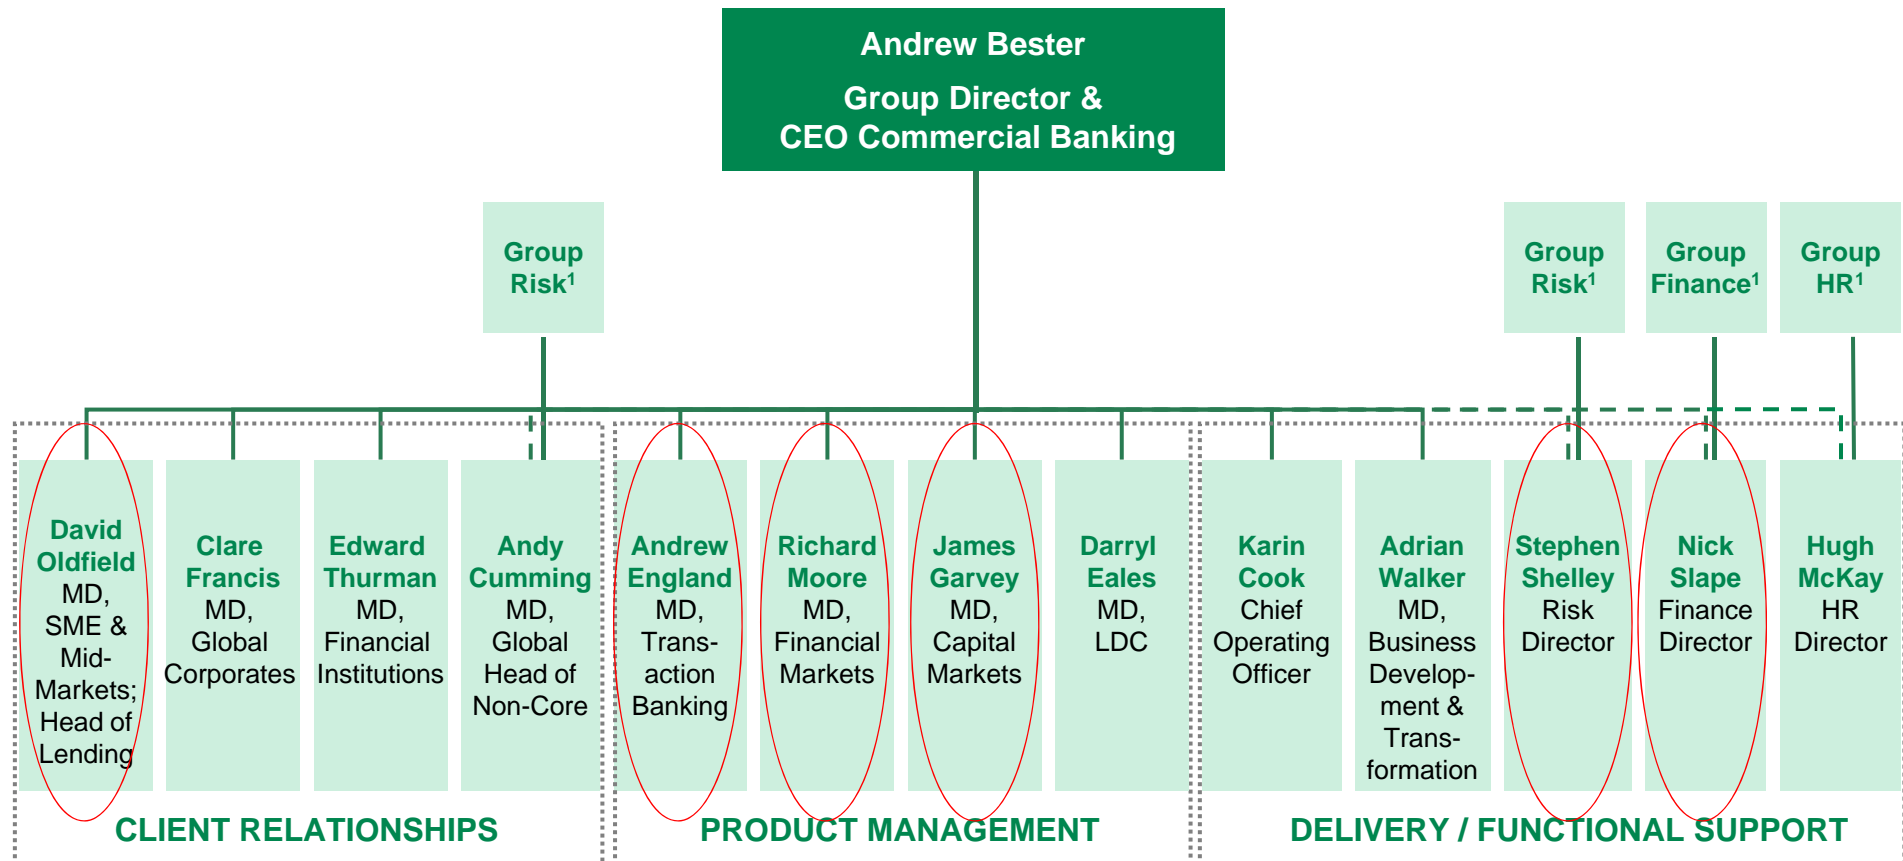 Andrew Bester
Group Director &
CEO Commercial Banking
Group
Risk¹
Group
Risk¹
Group
Finance¹
Group
HR¹
David
Oldfield
MD,
SME &
Mid-
Markets;
Head of
Lending
Clare
Francis
MD,
Global
Corporates
Edward
Thurman
MD,
Financial
Institutions
Andy
Cumming
MD,
Global
Head of
Non-Core
Andrew
England
MD,
Trans-
action
Banking
Richard
Moore
MD,
Financial
Markets
James
Garvey
MD,
Capital
Markets
Darryl
Eales
MD,
LDC
Karin
Cook
Chief
Operating
Officer
Adrian
Walker
MD,
Business
Develop-
ment &
Trans-
formation
Stephen
Shelley
Risk
Director
Nick
Slape
Finance
Director
Hugh
McKay
HR
Director
CLIENT RELATIONSHIPS
PRODUCT MANAGEMENT
DELIVERY / FUNCTIONAL SUPPORT